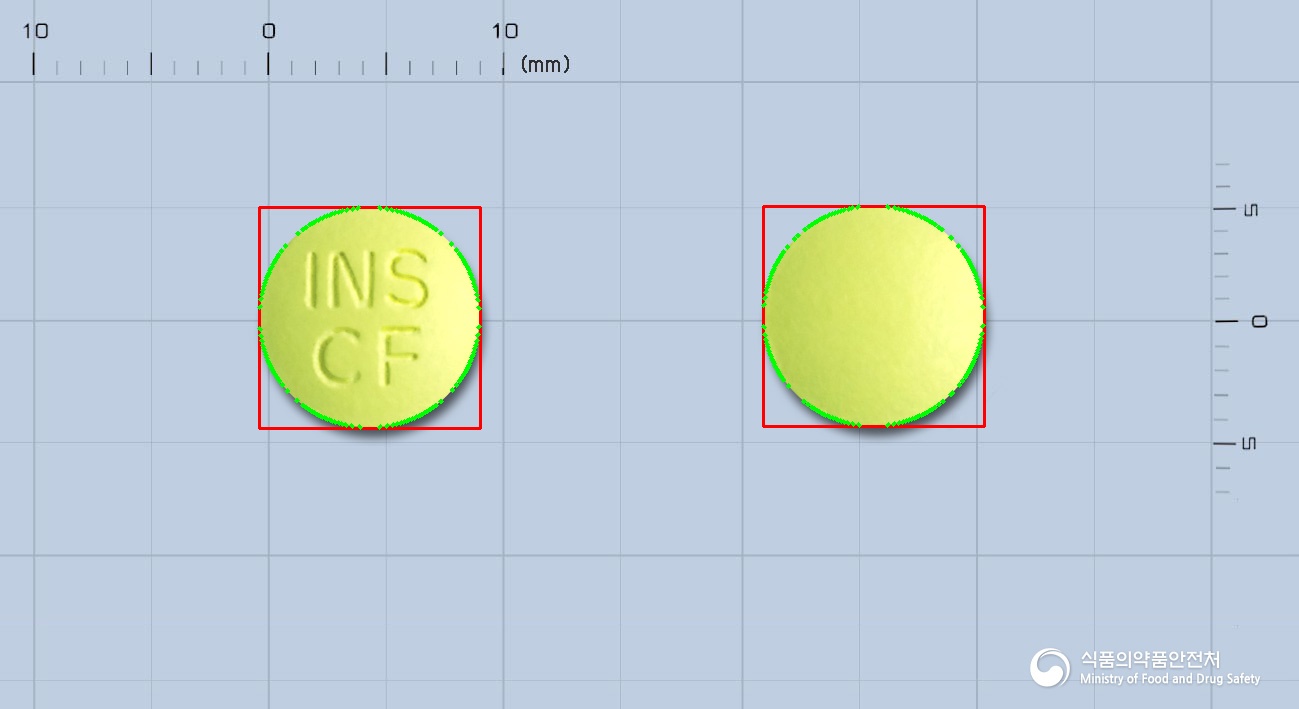 10 0 10
(mm)
INS
CF
5
0
5
식품의약품안전처
Ministry of Food and Drug Safety